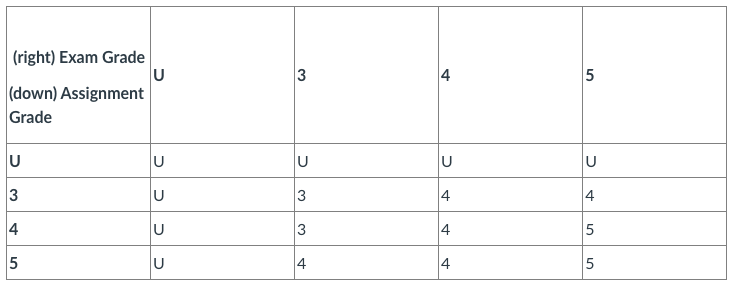 (right) Exam Grade
(down) Assignment
Grade
U 3 4 5
U U U U U
3 U 3 4 4
4 U 3 4 5
5 U 4 4 5